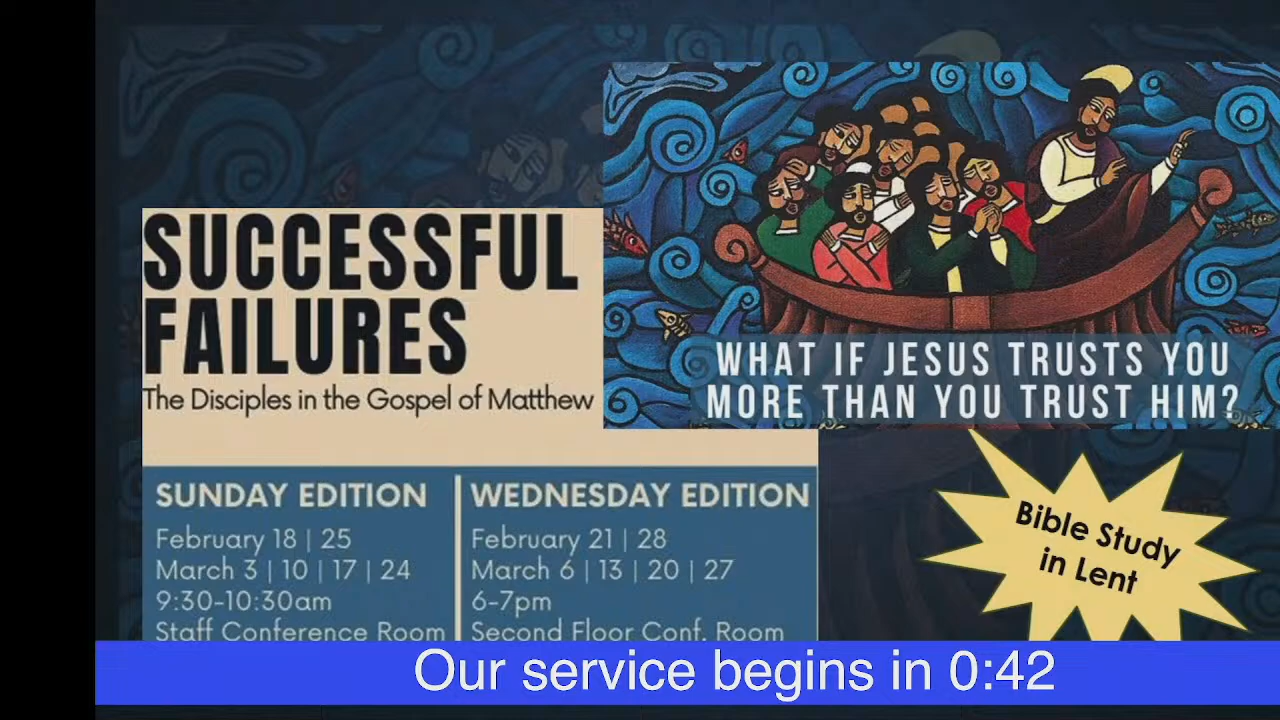 SUCCESSFUL
FAILURES
The Disciples in the Gospel of Matthew
WHAT IF JESUS TRUSTS YOU
MORE THAN YOU TRUST HIM?
SUNDAY EDITION
February 18 | 25
March 3 | 10 | 17 | 24
9:30-10:30am
Staff Conference Room
WEDNESDAY EDITION
February 21 | 28
March 6 | 13 | 20 | 27
6-7pm
Second Floor Conf. Room
Bible Study
in Lent
Our service begins in 0:42